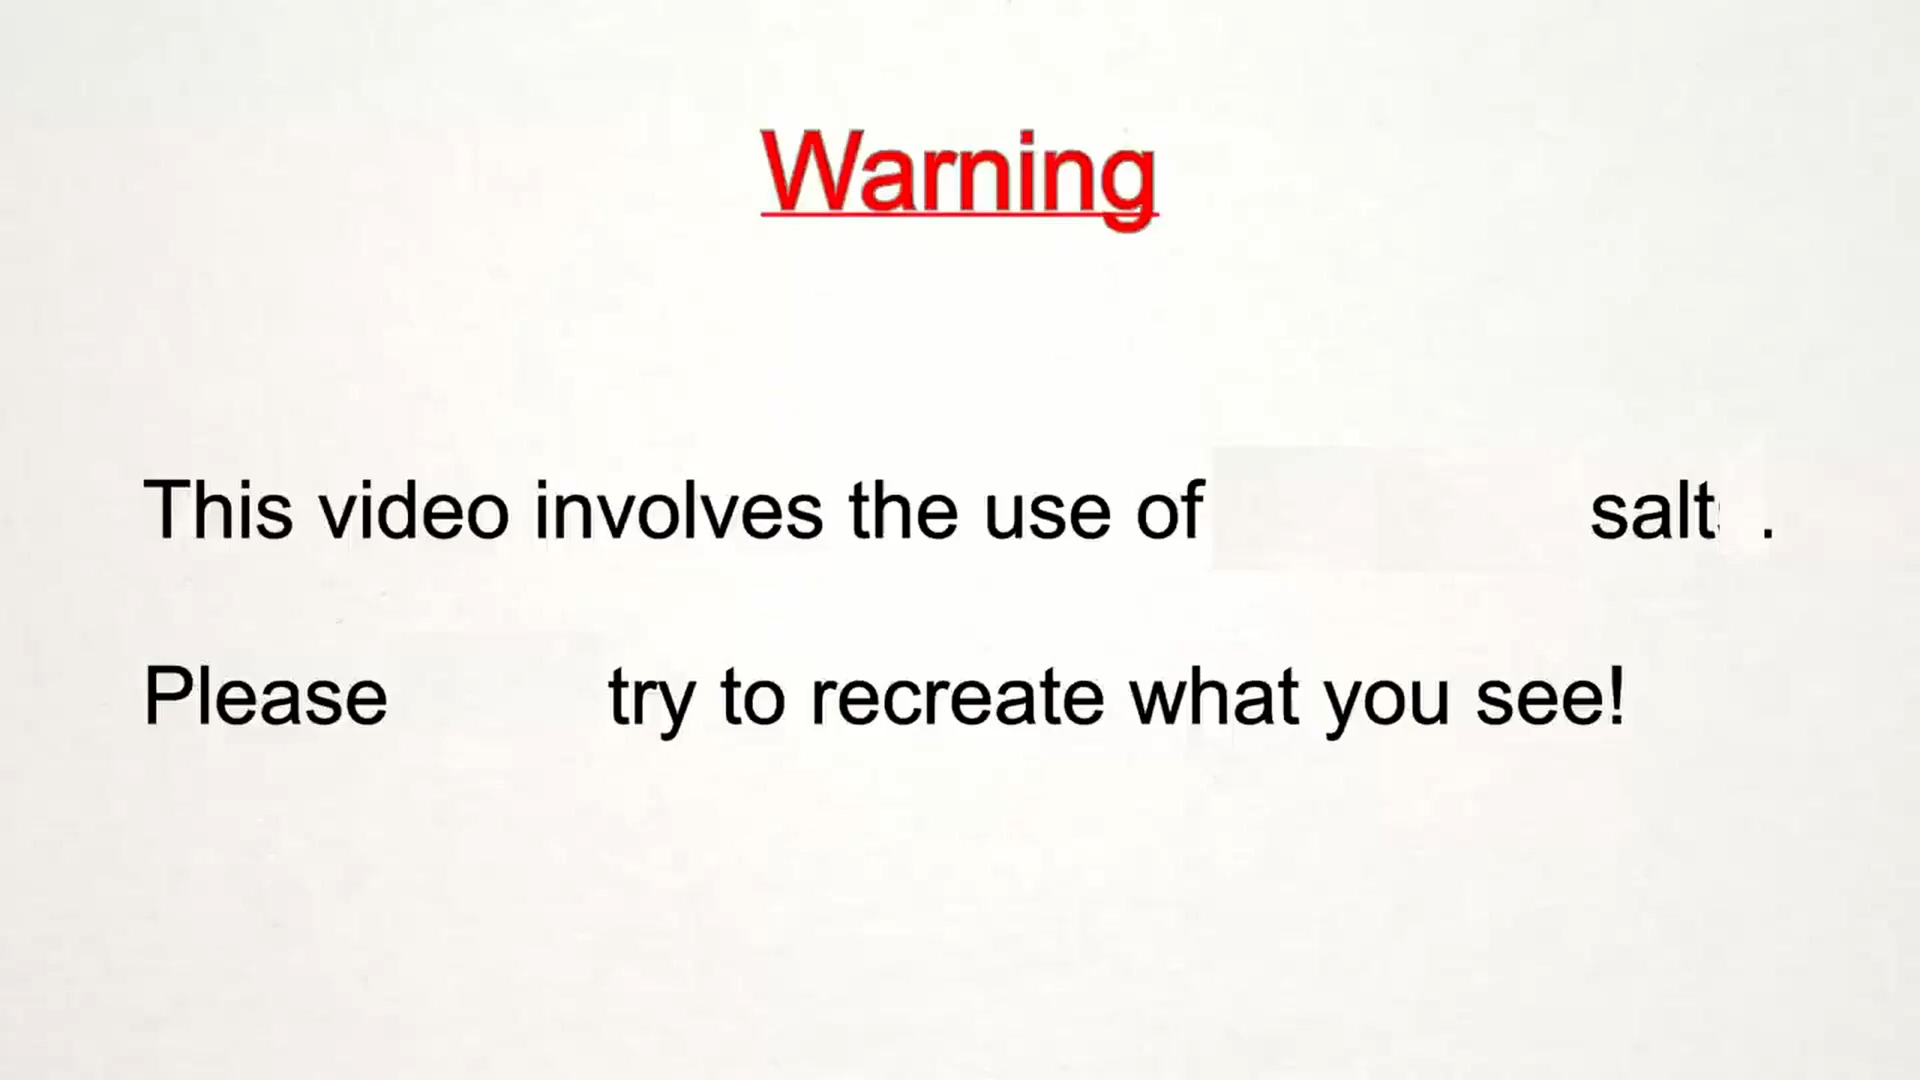 Warning
This video involves the use of salt .
Please try to recreate what you see!